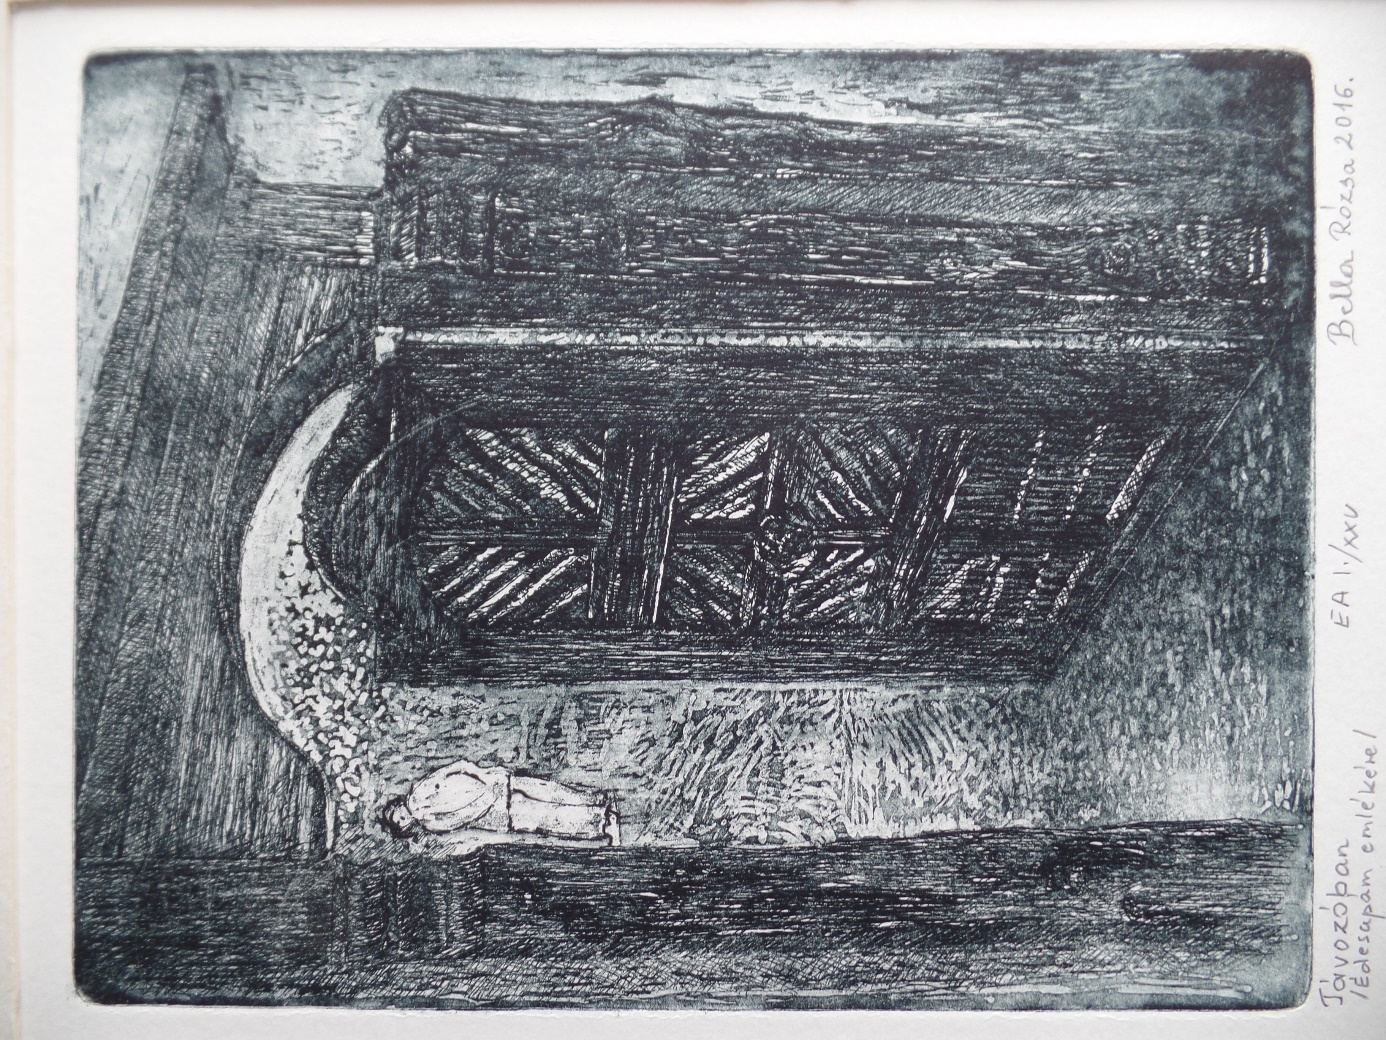 Távozóban
/Édesapám emlékére/
EA I./XXV
Bella Rózsa 2016.